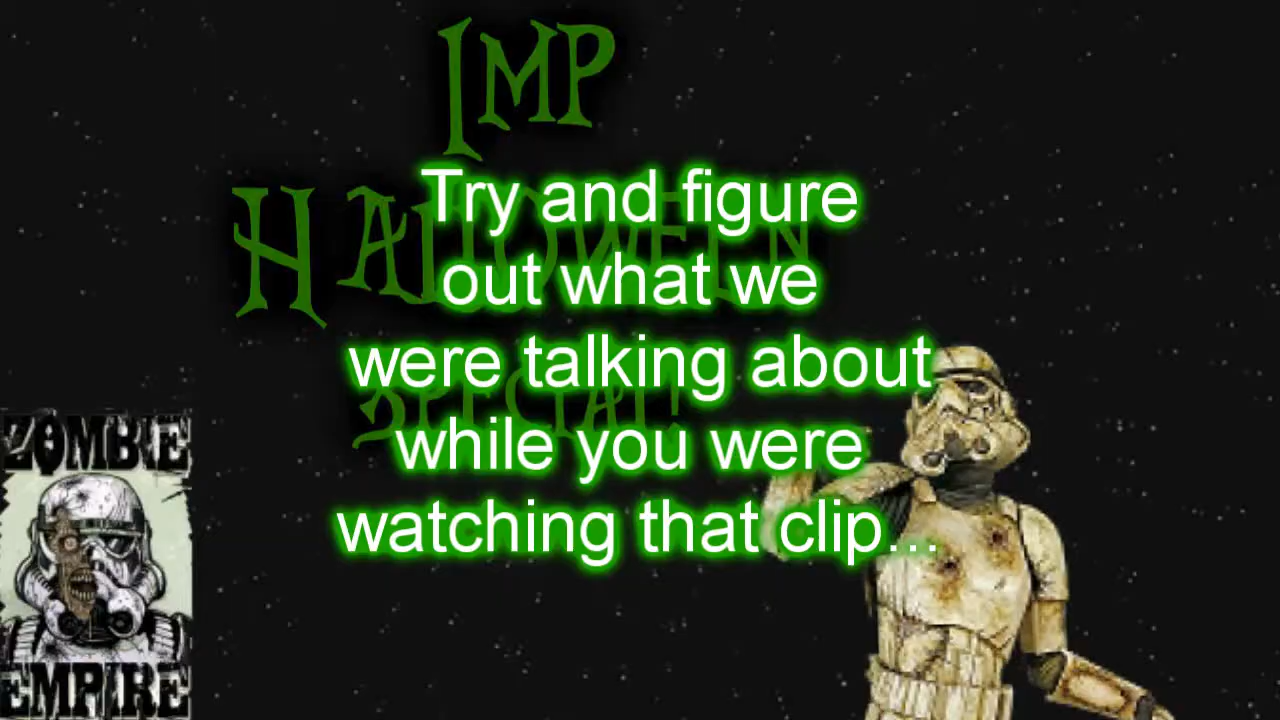 Imp
Halloween
Special!
Try and figure
out what we
were talking about
while you were
watching that clip...
ZOMBIE
EMPIRE